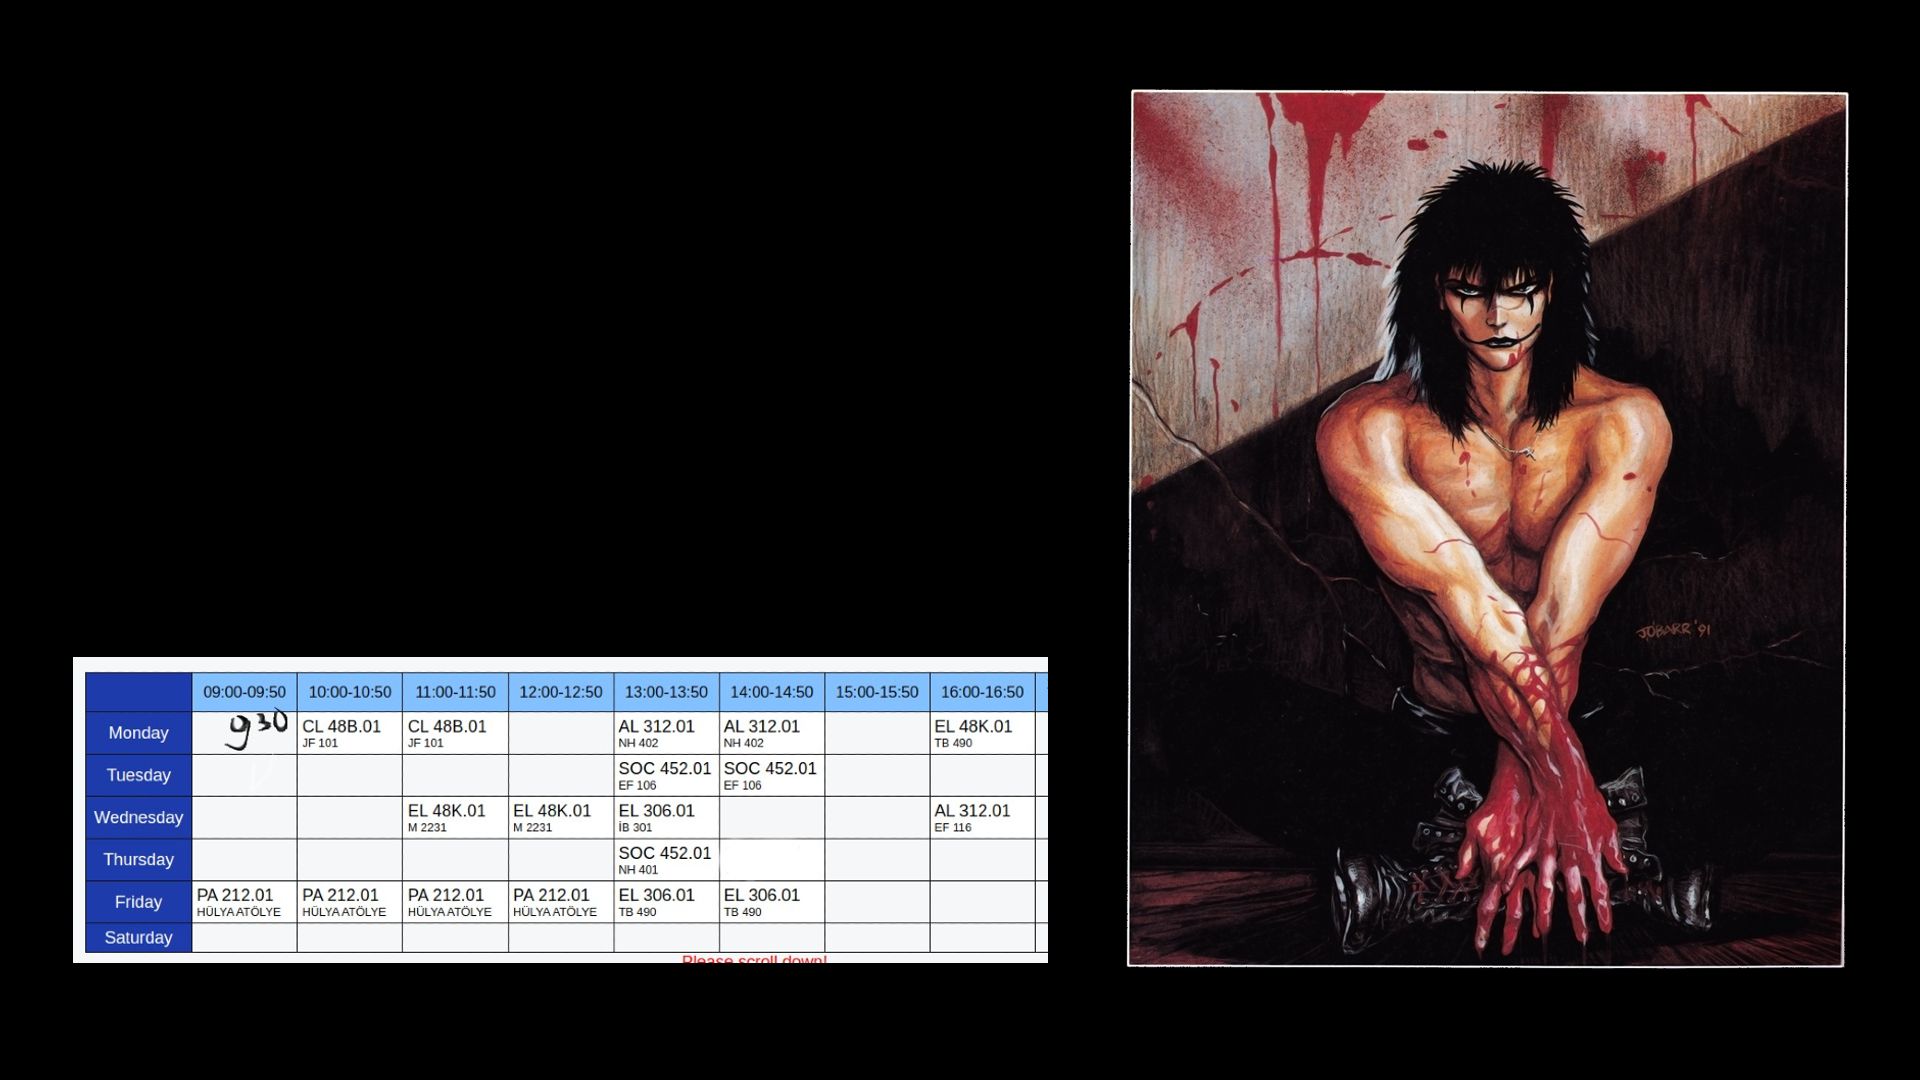 09:00-09:50 10:00-10:50 11:00-11:50 12:00-12:50 13:00-13:50 14:00-14:50 15:00-15:50 16:00-16:50
Monday 930 CL 48B.01 CL 48B.01 AL 312.01 AL 312.01 EL 48K.01
JF 101 JF 101 NH 402 NH 402 TB 490
Tuesday SOC 452.01 SOC 452.01
EF 106 EF 106
Wednesday EL 48K.01 EL 48K.01 EL 306.01 AL 312.01
M 2231 M 2231 İB 301 EF 116
Thursday SOC 452.01
NH 401
Friday PA 212.01 PA 212.01 PA 212.01 PA 212.01 EL 306.01 EL 306.01
HÜLYA ATÖLYE HÜLYA ATÖLYE HÜLYA ATÖLYE HÜLYA ATÖLYE TB 490 TB 490
Saturday
Please scroll down!
JO'BARR '91